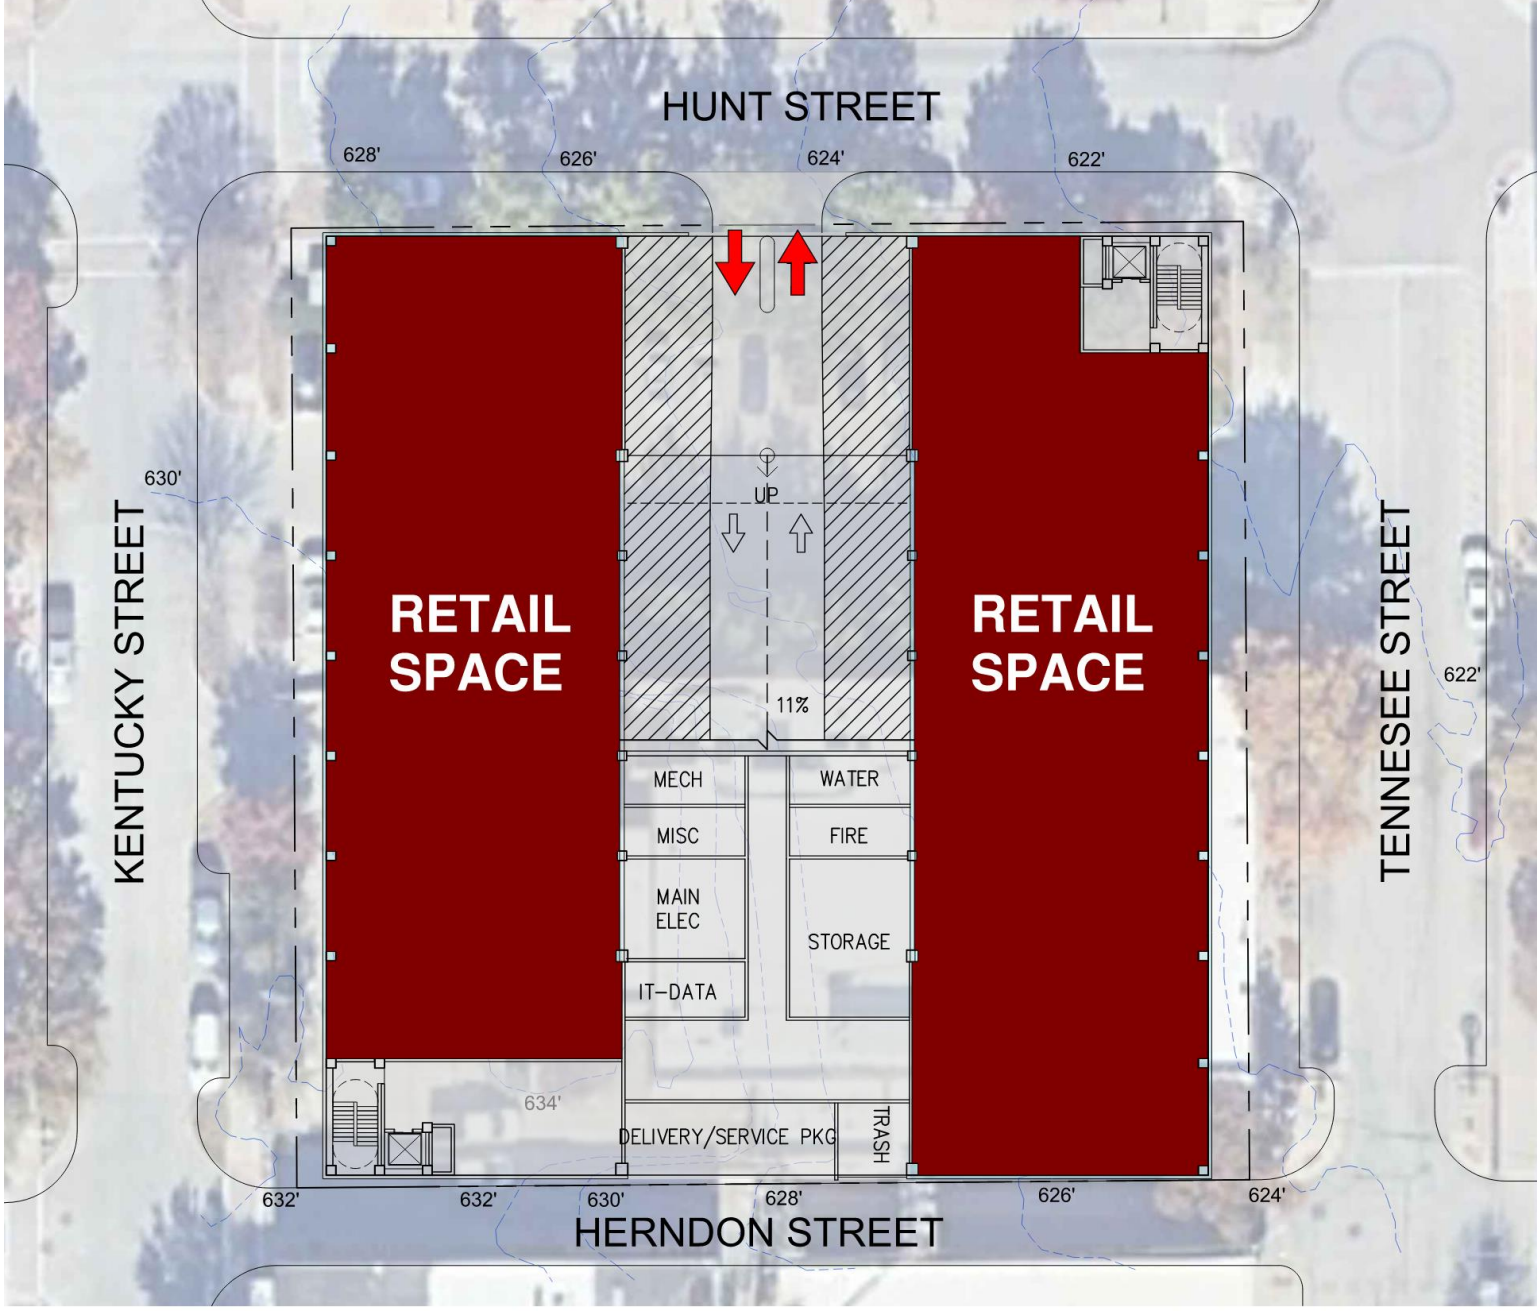 HUNT STREET
628'
626'
624'
622'
630'
UP
KENTUCKY STREET
RETAIL
SPACE
RETAIL
SPACE
TENNESSEE STREET
622'
11%
MECH
WATER
MISC
FIRE
MAIN
ELEC
STORAGE
IT-DATA
634'
DELIVERY/SERVICE PKG
TRASH
632'
632'
630'
628'
626'
624'
HERNDON STREET